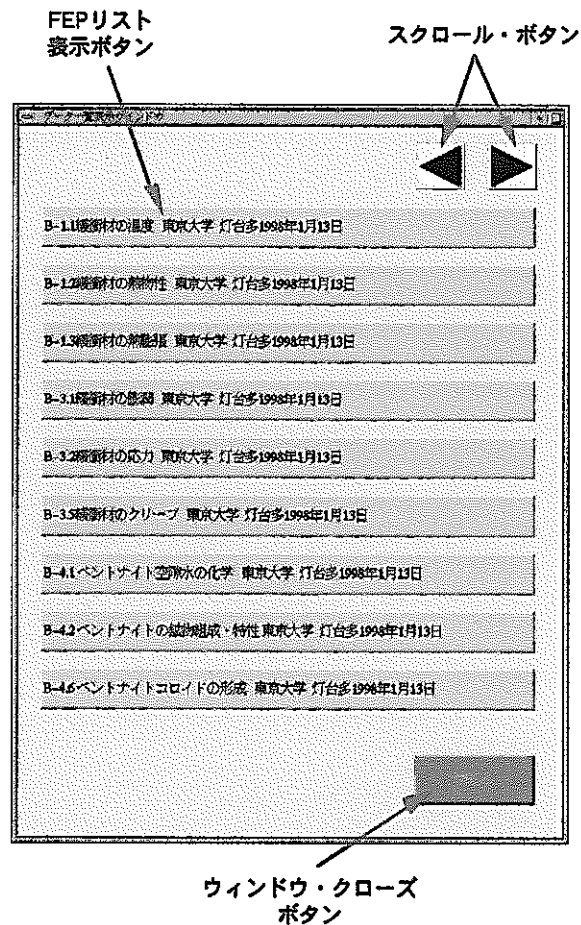 FEPリスト
表示ボタン
スクロール・ボタン
データ一覧表示ウィンドウ
B-1.1緩衝材の温度 東京大学 灯台多1998年1月13日
B-1.2緩衝材の熱物性 東京大学 灯台多1998年1月13日
B-1.3緩衝材の熱膨張 東京大学 灯台多1998年1月13日
B-3.1緩衝材の膨潤 東京大学 灯台多1998年1月13日
B-3.2緩衝材の応力 東京大学 灯台多1998年1月13日
B-3.5緩衝材のクリープ 東京大学 灯台多1998年1月13日
B-4.1ベントナイト空隙水の化学 東京大学 灯台多1998年1月13日
B-4.2ベントナイトの鉱物組成・特性 東京大学 灯台多1998年1月13日
B-4.6ベントナイトコロイドの形成 東京大学 灯台多1998年1月13日
ウィンドウ・クローズ
ボタン